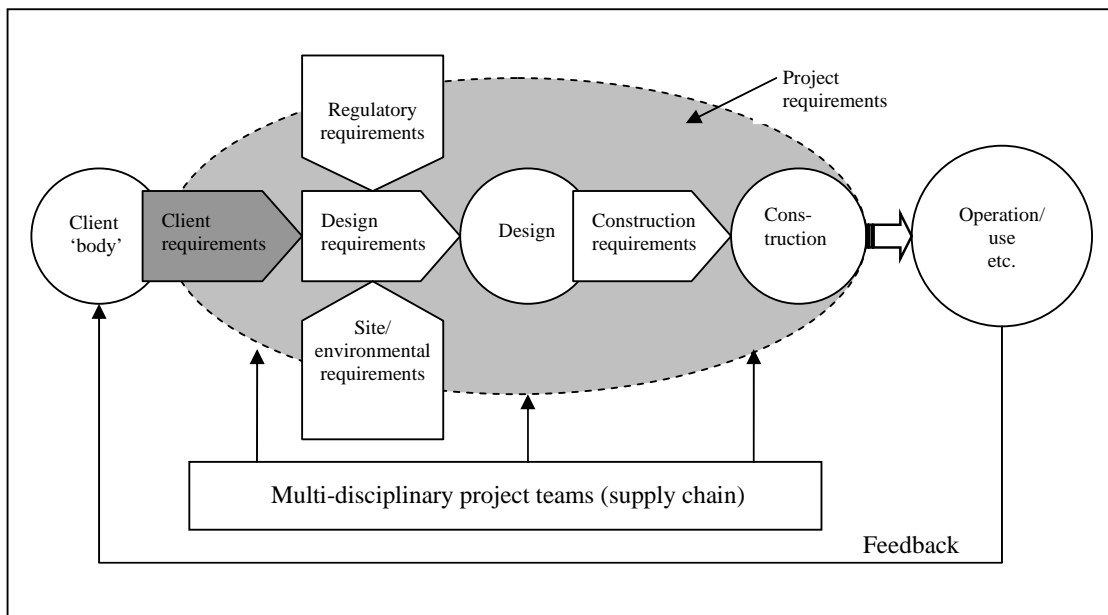 Project
requirements
Regulatory
requirements
Client
‘body’
Client
requirements
Design
requirements
Design
Construction
requirements
Cons-
truction
Operation/
use
etc.
Site/
environmental
requirements
Multi-disciplinary project teams (supply chain)
Feedback